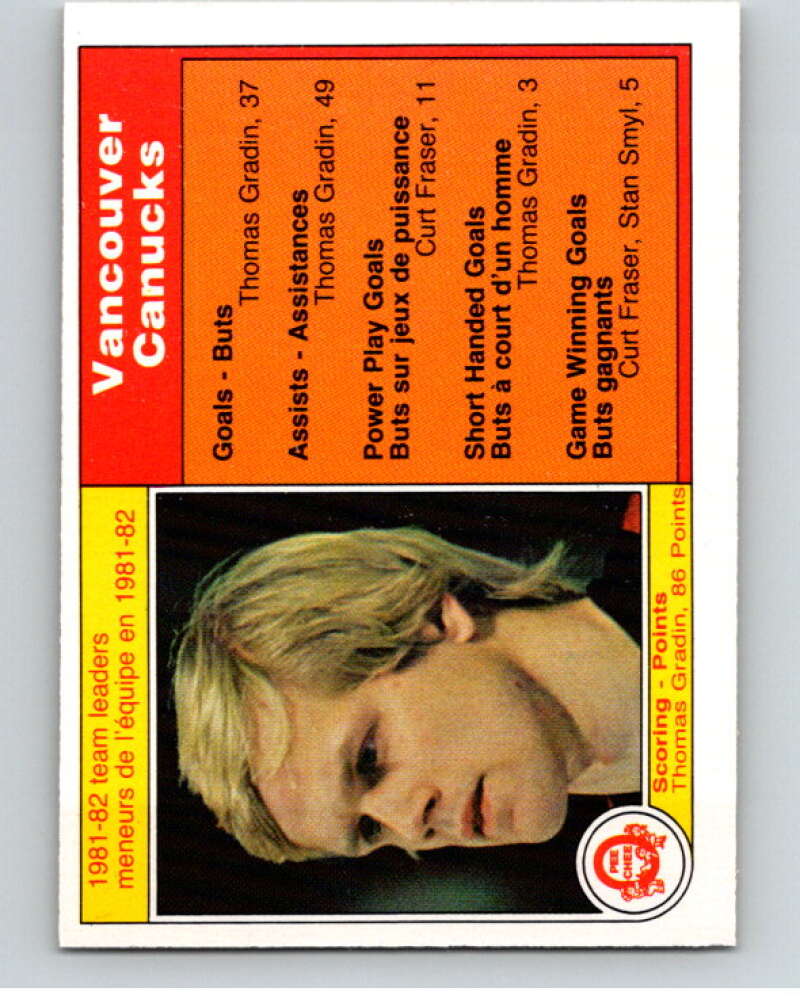 1981-82 team leaders
meneurs de l'équipe en 1981-82
Scoring - Points
Thomas Gradin, 86 Points
O
PEE
CHEE
Vancouver
Canucks
Goals - Buts
Thomas Gradin, 37
Assists - Assistances
Thomas Gradin, 49
Power Play Goals
Buts sur jeux de puissance
Curt Fraser, 11
Short Handed Goals
Buts à court d'un homme
Thomas Gradin, 3
Game Winning Goals
Buts gagnants
Curt Fraser, Stan Smyl, 5